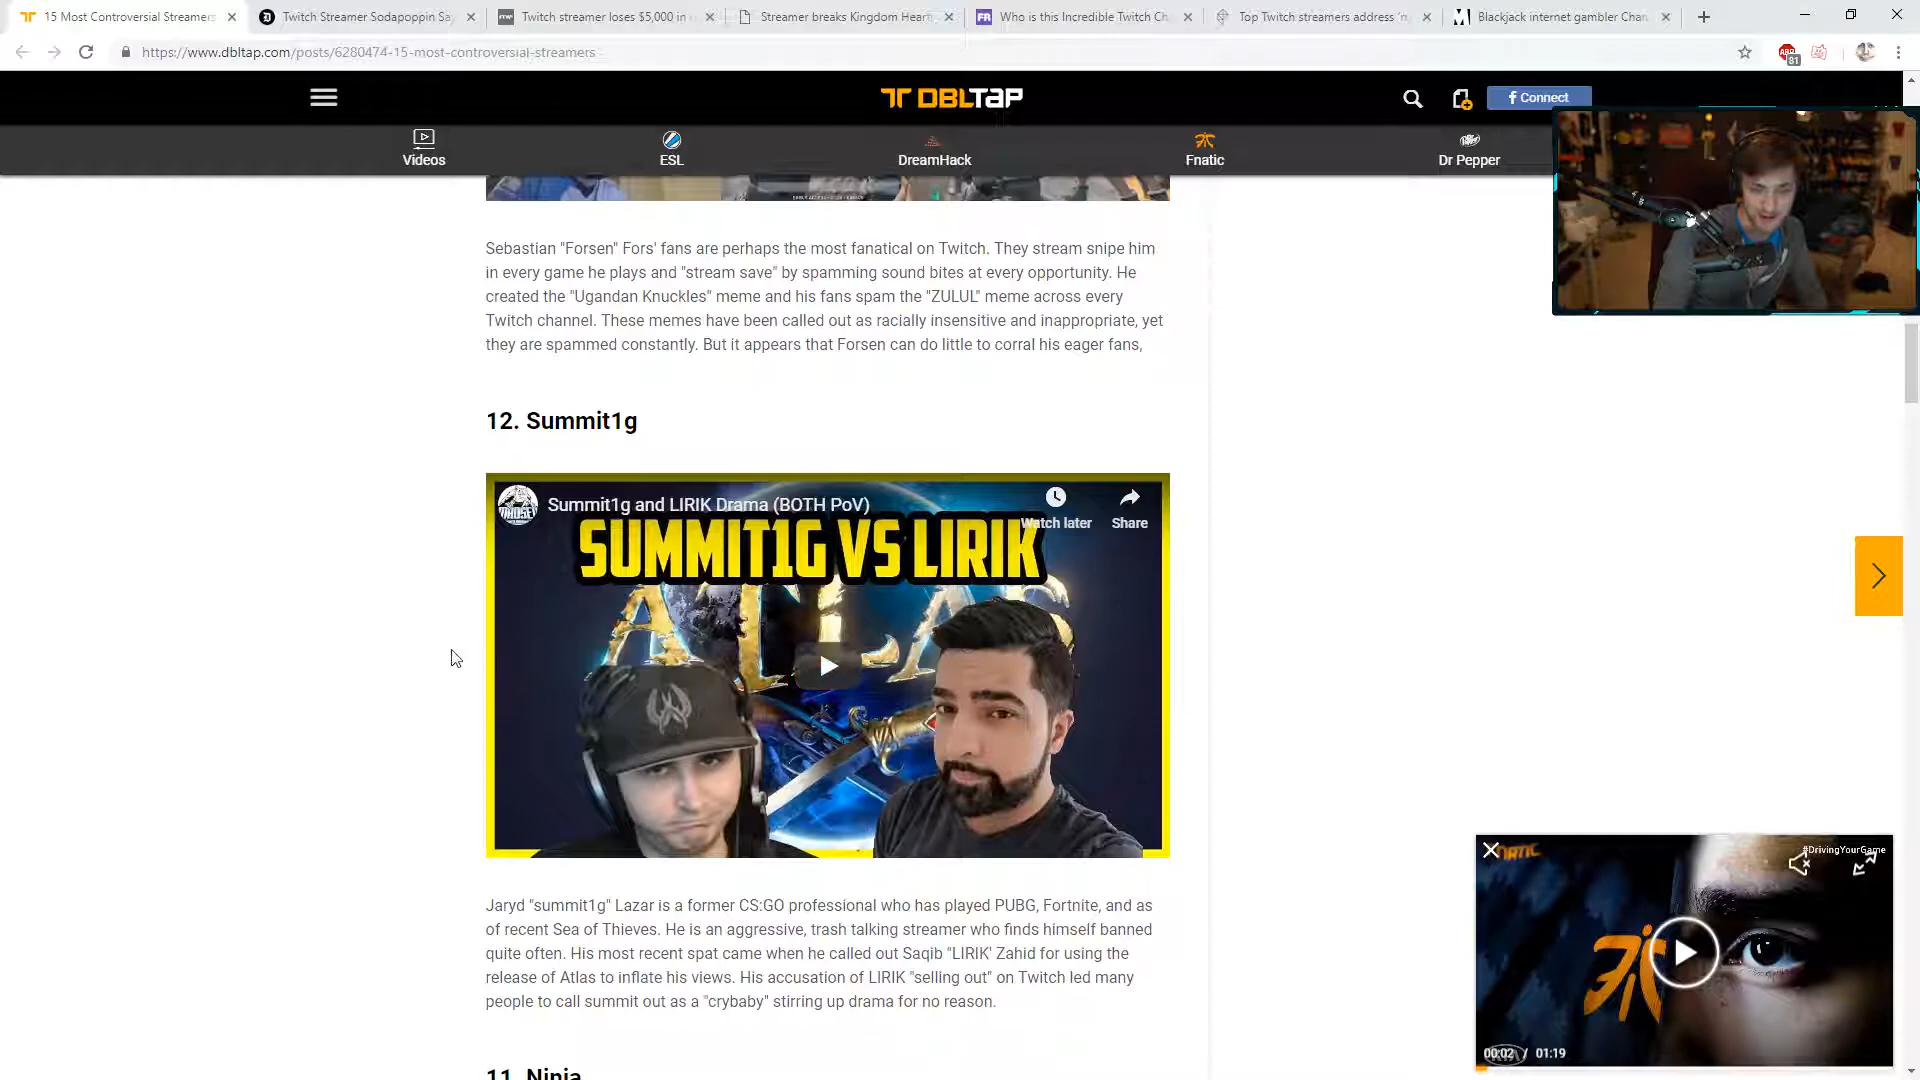 15 Most Controversial Streamers
Twitch Streamer Sodapoppin Sa
Twitch streamer loses $5,000 in
Streamer breaks Kingdom Hear
Who is this Incredible Twitch Ch
Top Twitch streamers address 'n
Blackjack internet gambler Chan
https://www.dbltap.com/posts/6280474-15-most-controversial-streamers
ABP
81
DBLTAP
f Connect
Videos
ESL
DreamHack
Fnatic
Dr Pepper
Sebastian "Forsen" Fors' fans are perhaps the most fanatical on Twitch. They stream snipe him
in every game he plays and "stream save" by spamming sound bites at every opportunity. He
created the "Ugandan Knuckles" meme and his fans spam the "ZULUL" meme across every
Twitch channel. These memes have been called out as racially insensitive and inappropriate, yet
they are spammed constantly. But it appears that Forsen can do little to corral his eager fans,
12. Summit1g
Summit1g and LIRIK Drama (BOTH PoV)
Watch later
Share
SUMMIT1G VS LIRIK
ATLAS
Jaryd "summit1g" Lazar is a former CS:GO professional who has played PUBG, Fortnite, and as
of recent Sea of Thieves. He is an aggressive, trash talking streamer who finds himself banned
quite often. His most recent spat came when he called out Saqib "LIRIK' Zahid for using the
release of Atlas to inflate his views. His accusation of LIRIK "selling out" on Twitch led many
people to call summit out as a "crybaby" stirring up drama for no reason.
11. Ninja
#DrivingYourGame
00:02 / 01:19